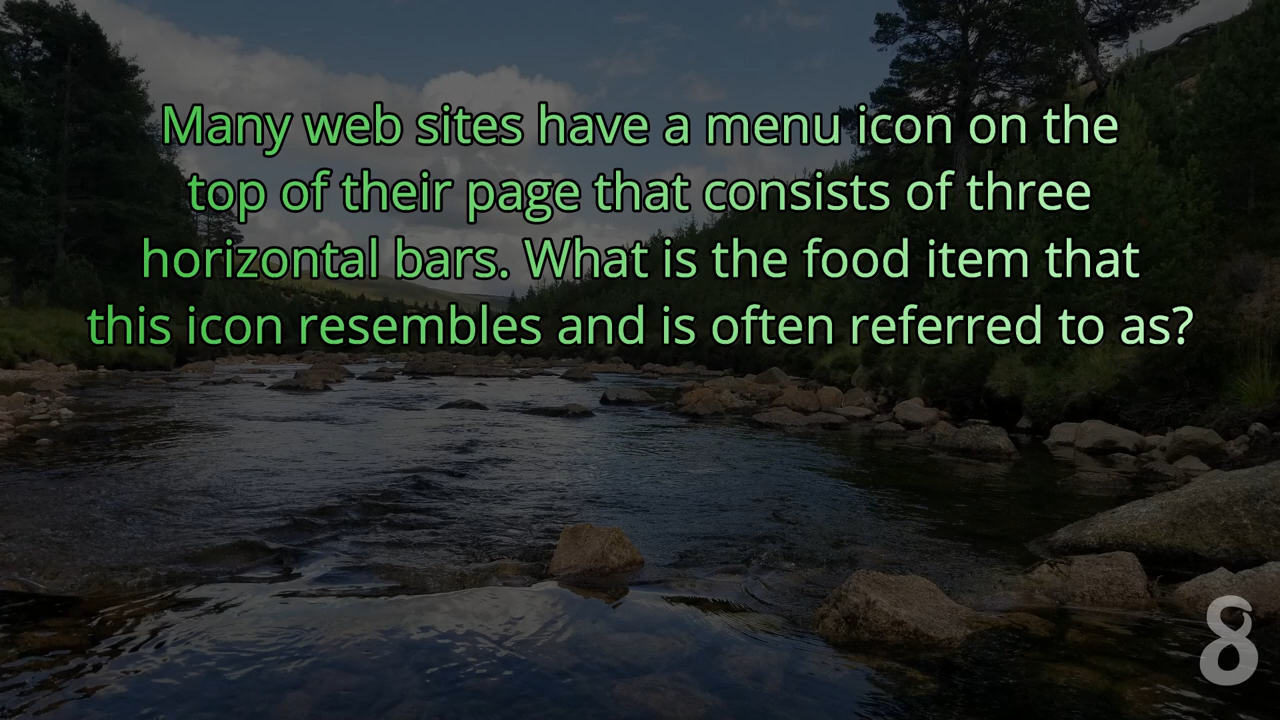 Many web sites have a menu icon on the
top of their page that consists of three
horizontal bars. What is the food item that
this icon resembles and is often referred to as?
8